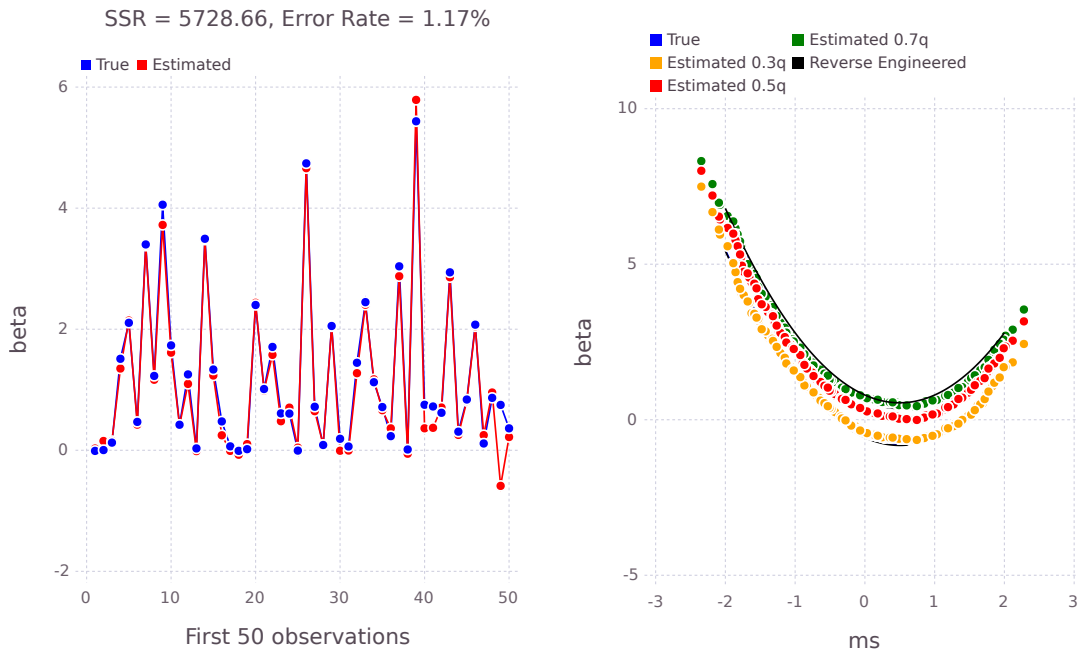 SSR = 5728.66, Error Rate = 1.17%
True Estimated
6
4
2
0
-2
beta
0 10 20 30 40 50
First 50 observations
True Estimated 0.7q
Estimated 0.3q Reverse Engineered
Estimated 0.5q
10
5
0
-5
beta
-3 -2 -1 0 1 2 3
ms